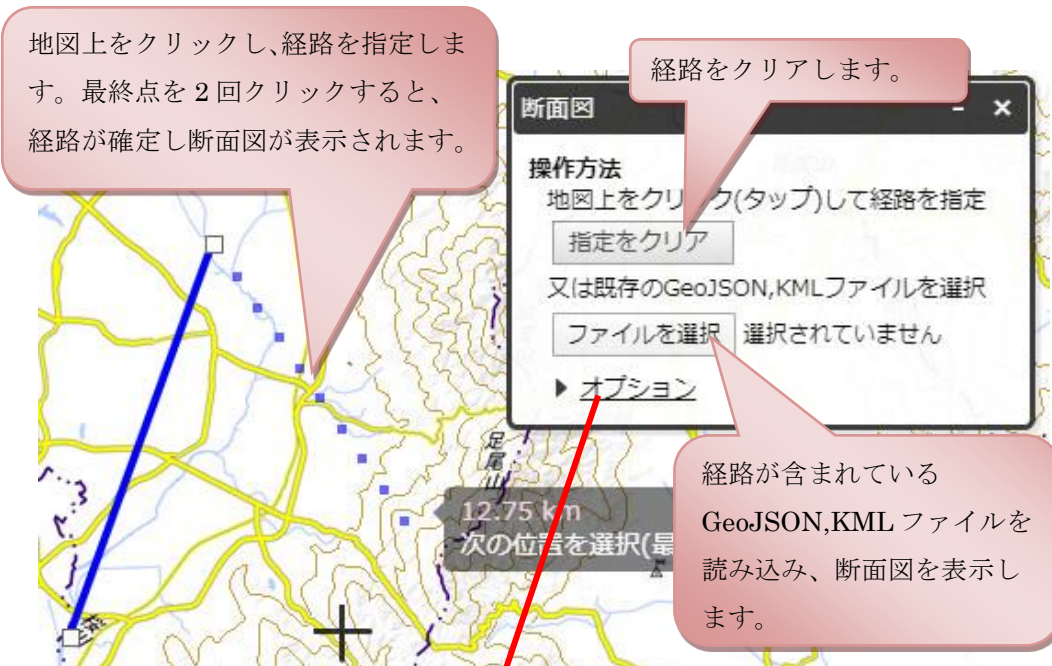 地図上をクリックし、経路を指定しま
す。最終点を 2 回クリックすると、
経路が確定し断面図が表示されます。
経路をクリアします。
断面図
操作方法
地図上をクリック(タップ)して経路を指定
指定をクリア
又は既存のGeoJSON,KMLファイルを選択
ファイルを選択 選択されていません
オプション
足尾山
12.75 km
次の位置を選択(最
経路が含まれている
GeoJSON,KML ファイルを
読み込み、断面図を表示し
ます。